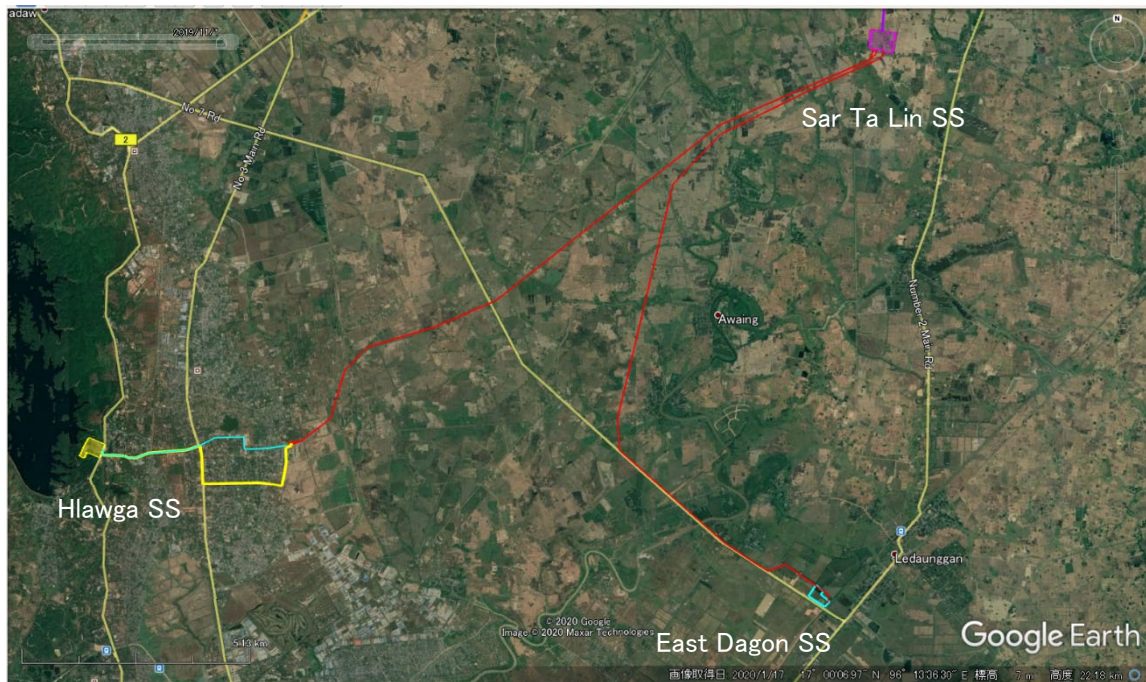 adaw
2019/11/1
N
Sar Ta Lin SS
No 7 Rd
2
No 3 Main Rd
Number 2 Main Rd
Awaing
Hlawga SS
Ledaunggan
East Dagon SS
© 2020 Google
Image © 2020 Maxar Technologies
Google Earth
5.13 km
画像取得日 2020/1/17 17°00'06.97" N 96°13'36.30" E 標高 7 m 高度 22.18 km